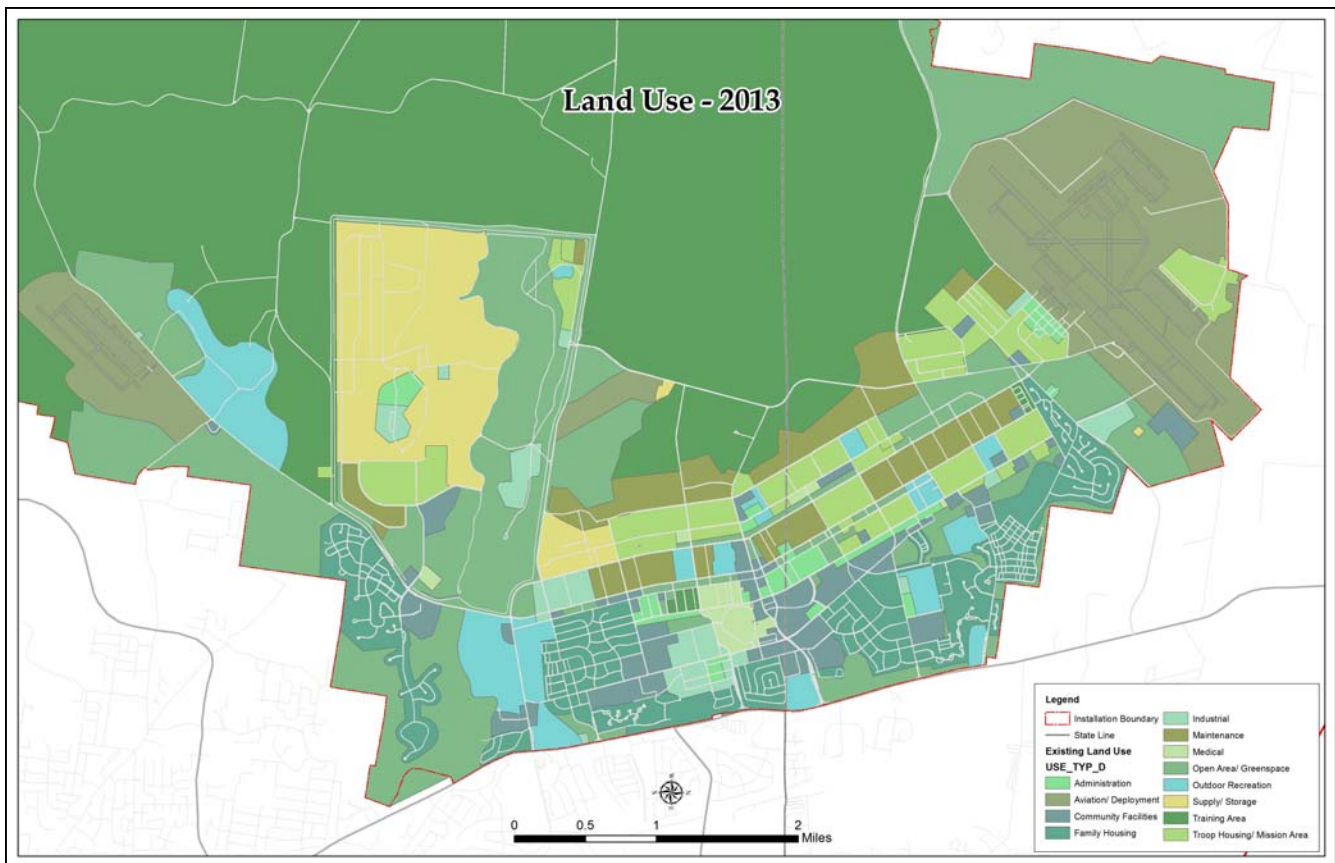 Land Use - 2013
Legend
Installation Boundary
State Line
Existing Land Use
USE_TYP_D
Administration
Aviation/ Deployment
Community Facilities
Family Housing
Industrial
Maintenance
Medical
Open Area/ Greenspace
Outdoor Recreation
Supply/ Storage
Training Area
Troop Housing/ Mission Area
0 0.5 1 2
Miles